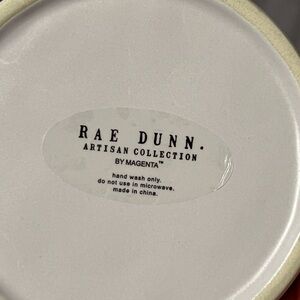 RAE DUNN.
ARTISAN COLLECTION
BY MAGENTA™
hand wash only.
do not use in microwave.
made in china.